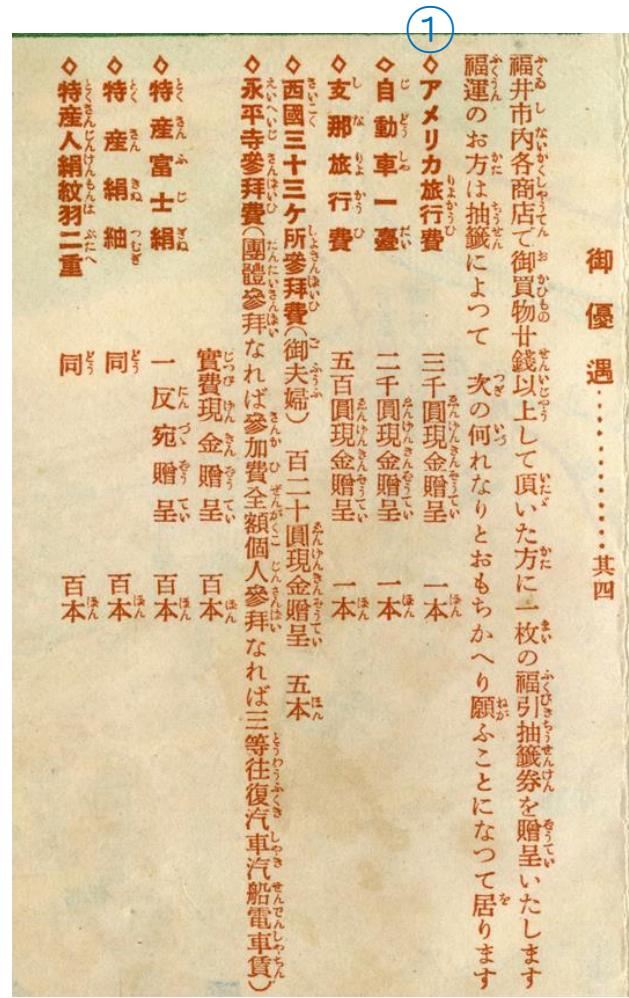 ①
御優遇………其四
福井市内各商店で御買物廿錢以上して頂いた方に一枚の福引抽籤券を贈呈いたします
福運のお方は抽籤によつて 次の何れなりとおもちかへり願ふことになつて居ります
◇アメリカ旅行費 三千圓現金贈呈 一本
◇自動車一臺 二千圓現金贈呈 一本
◇支那旅行費 五百圓現金贈呈 一本
◇西國三十三ケ所參拜費(御夫婦) 百二十圓現金贈呈 五本
◇永平寺參拜費(團體參拜なれば參加費全額個人參拜なれば三等往復汽車汽船電車賃)
實費現金贈呈 百本
◇特產富士絹 一反宛贈呈 百本
◇特產絹紬 同 百本
◇特產人絹紋羽二重 同 百本